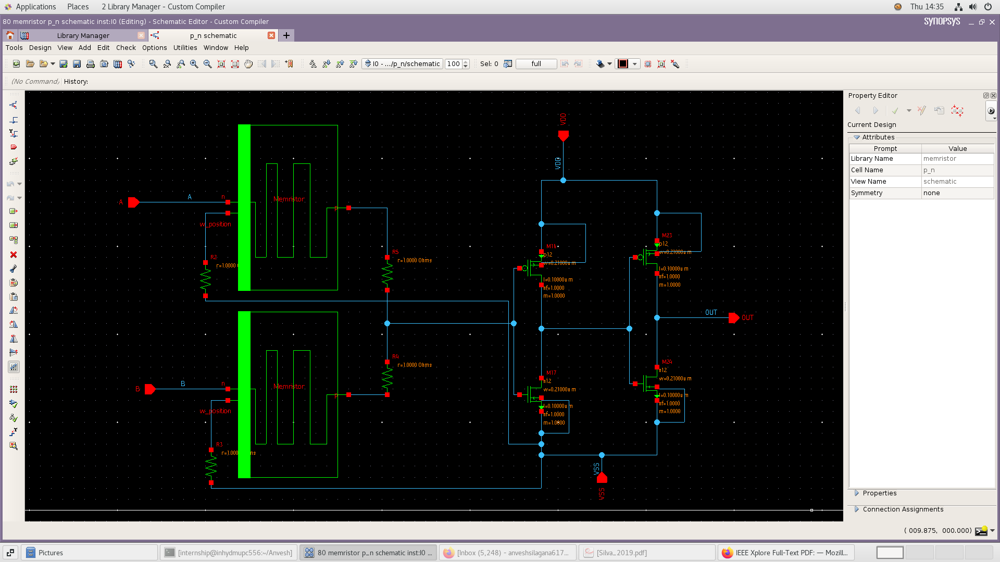 Applications Places 2 Library Manager - Custom Compiler Thu 14:35
80 memristor p_n schematic inst:I0 (Editing) - Schematic Editor - Custom Compiler SYNOPSYS
Library Manager p_n schematic
Tools Design View Add Edit Check Options Utilities Window Help
I0 - .../p_n/schematic 100 Sel: 0 full
(No Command) History:
Property Editor
Current Design
Attributes
Prompt Value
Library Name memristor
Cell Name p_n
View Name schematic
Symmetry none
Properties
Connection Assignments
VDD
VDD
A
A
n
Memristor
p
w_position
R2
r=1.0000
R5
r=1.0000 Ohms
M16
p12
w=0.21000u m
l=0.10000u m
nf=1.0000
m=1.0000
M23
p12
w=0.21000u m
l=0.10000u m
nf=1.0000
m=1.0000
OUT
OUT
B
B
n
Memristor
p
w_position
R3
R4
r=1.0000 Ohms
M17
n12
w=0.21000u m
l=0.10000u m
nf=1.0000
m=1.0000
M24
n12
w=0.21000u m
l=0.10000u m
nf=1.0000
m=1.0000
VSS
VSS
( 009.875, 000.000)
Pictures [internship@inhydmupc556:~/Anvesh] 80 memristor p_n schematic inst:I0 ... [Inbox (5,248) - anveshsilagana617... [Silva_2019.pdf] IEEE Xplore Full-Text PDF: — Mozill...